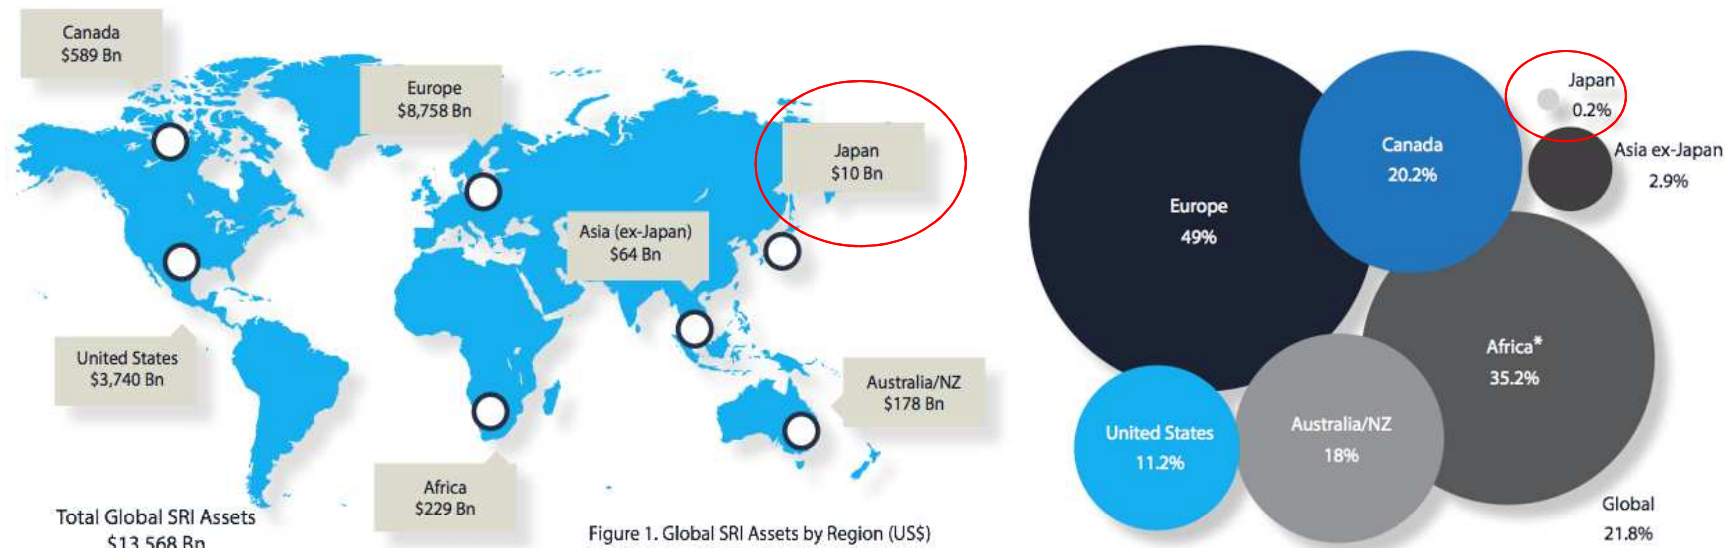 Canada
$589 Bn
Europe
$8,758 Bn
Japan
$10 Bn
Asia (ex-Japan)
$64 Bn
United States
$3,740 Bn
Australia/NZ
$178 Bn
Africa
$229 Bn
Total Global SRI Assets
$13,568 Bn
Figure 1. Global SRI Assets by Region (US$)
Japan
0.2%
Canada
20.2%
Asia ex-Japan
2.9%
Europe
49%
Africa*
35.2%
Australia/NZ
18%
United States
11.2%
Global
21.8%